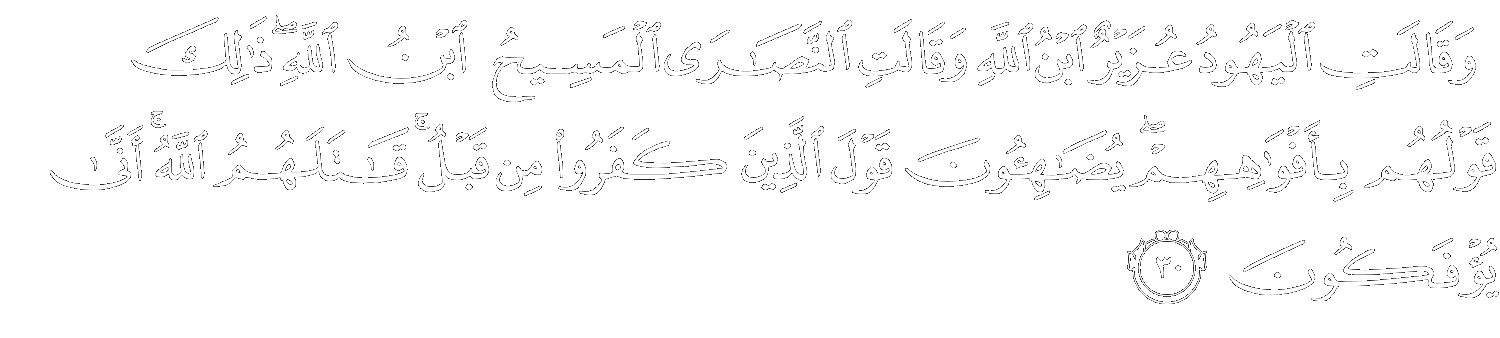 وَقَالَتِ ٱلْيَهُودُ عُزَيْرٌ ٱبْنُ ٱللَّهِ وَقَالَتِ ٱلنَّصَـٰرَى ٱلْمَسِيحُ ٱبْنُ ٱللَّهِ ۖ ذَٰلِكَ
قَوْلُهُم بِأَفْوَٰهِهِمْ ۖ يُضَـٰهِـُٔونَ قَوْلَ ٱلَّذِينَ كَفَرُوا۟ مِن قَبْلُ ۚ قَـٰتَلَهُمُ ٱللَّهُ ۚ أَنَّىٰ
يُؤْفَكُونَ ٣٠